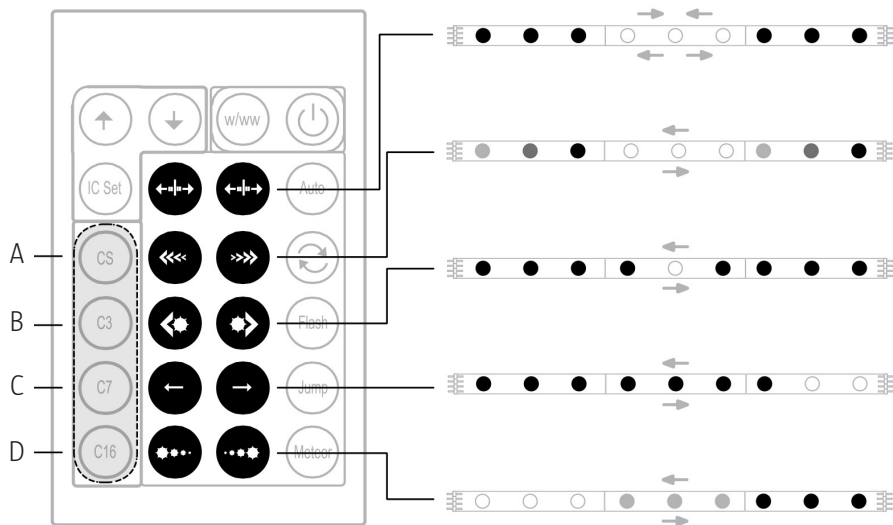 w/ww
IC Set
Auto
A
CS
B
C3
Flash
C
C7
Jump
D
C16
Meteor